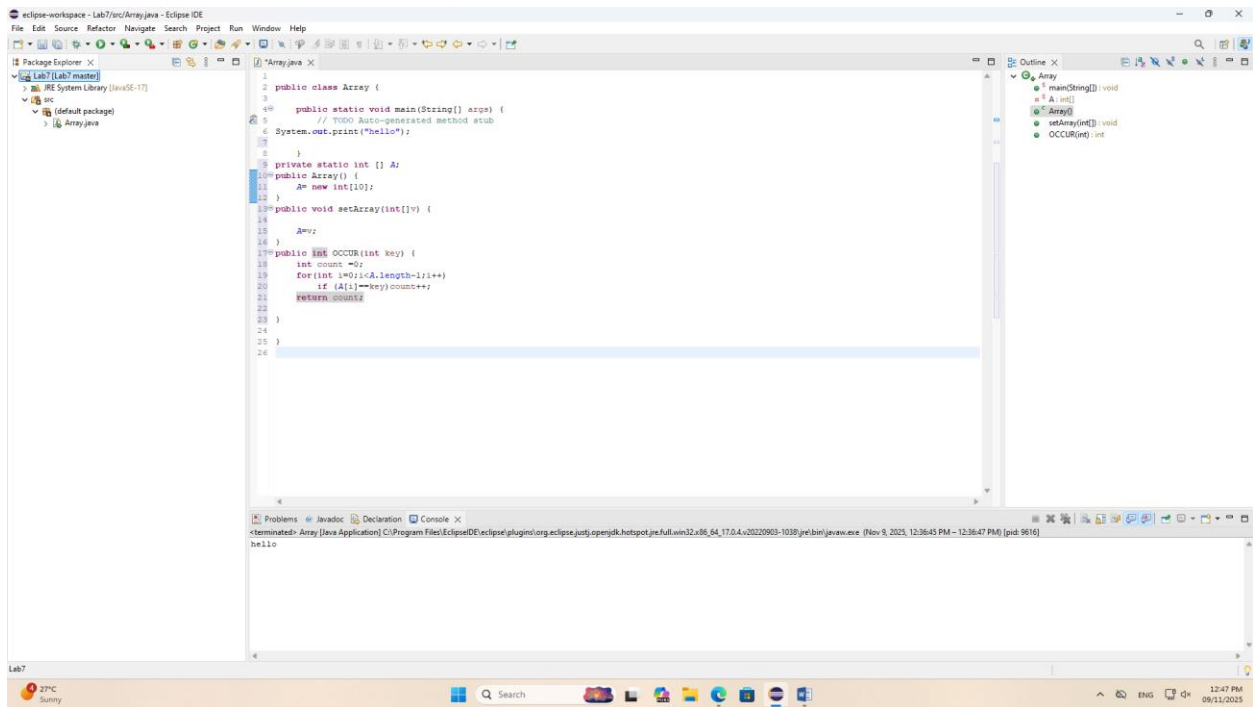 eclipse-workspace - Lab7/src/Array.java - Eclipse IDE
File Edit Source Refactor Navigate Search Project Run Window Help
Package Explorer
Lab7 [Lab7 master]
JRE System Library [JavaSE-17]
src
(default package)
Array.java
*Array.java
1
2 public class Array {
3
4 public static void main(String[] args) {
5 // TODO Auto-generated method stub
6 System.out.print("hello");
7
8 }
9 private static int [] A;
10 public Array() {
11 A= new int[10];
12 }
13 public void setArray(int[]v) {
14
15 A=v;
16 }
17 public int OCCUR(int key) {
18 int count =0;
19 for(int i=0;i<A.length-1;i++)
20 if (A[i]==key)count++;
21 return count;
22
23 }
24
25 }
26
Outline
Array
main(String[]) : void
A : int[]
Array()
setArray(int[]) : void
OCCUR(int) : int
Problems Javadoc Declaration Console
<terminated> Array [Java Application] C:\Program Files\EclipseIDE\eclipse\plugins\org.eclipse.justj.openjdk.hotspot.jre.full.win32.x86_64_17.0.4.v20220903-1038\jre\bin\javaw.exe (Nov 9, 2025, 12:36:45 PM – 12:36:47 PM) [pid: 9616]
hello
Lab7
4
27°C
Sunny
Search
ENG
12:47 PM
09/11/2025